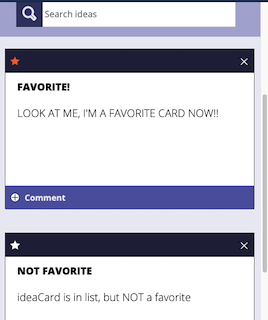 Search ideas
FAVORITE!
LOOK AT ME, I'M A FAVORITE CARD NOW!!
Comment
NOT FAVORITE
ideaCard is in list, but NOT a favorite